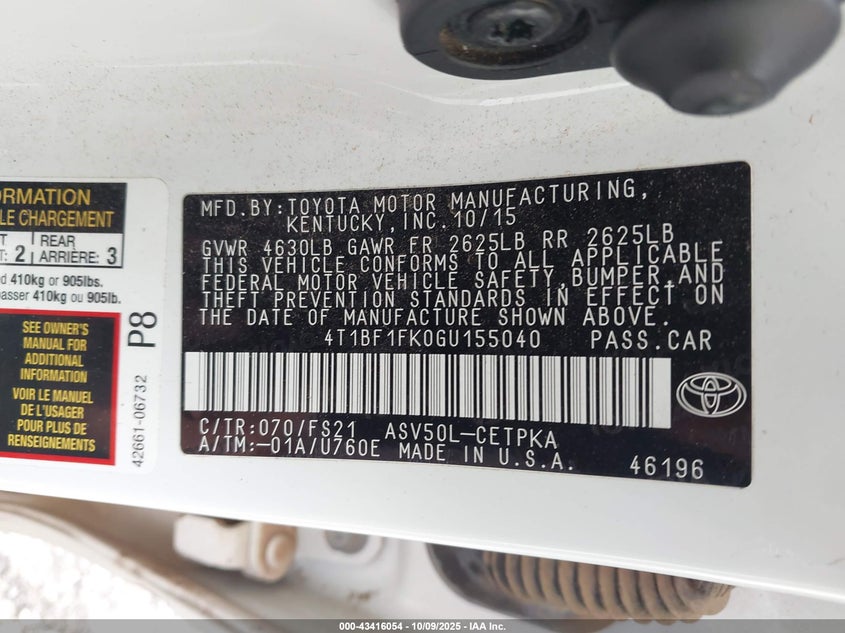 ORMATION
LE CHARGEMENT
T
: 2
REAR
ARRIÈRE: 3
d 410kg or 905lbs.
passer 410kg ou 905lb.
SEE OWNER'S
MANUAL FOR
ADDITIONAL
INFORMATION
VOIR LE MANUEL
DE L'USAGER
POUR PLUS DE
RENSEIGNEMENTS
P8
42661-06732
MFD.BY:TOYOTA MOTOR MANUFACTURING,
KENTUCKY,INC.10/15
GVWR 4630LB GAWR FR 2625LB RR 2625LB
THIS VEHICLE CONFORMS TO ALL APPLICABLE
FEDERAL MOTOR VEHICLE SAFETY,BUMPER,AND
THEFT PREVENTION STANDARDS IN EFFECT ON
THE DATE OF MANUFACTURE SHOWN ABOVE.
4T1BF1FK0GU155040 PASS.CAR
C/TR:070/FS21 ASV50L-CETPKA
A/TM:-01A/U760E MADE IN U.S.A.
46196
000-43416054 | 10/09/2025 - IAA Inc.